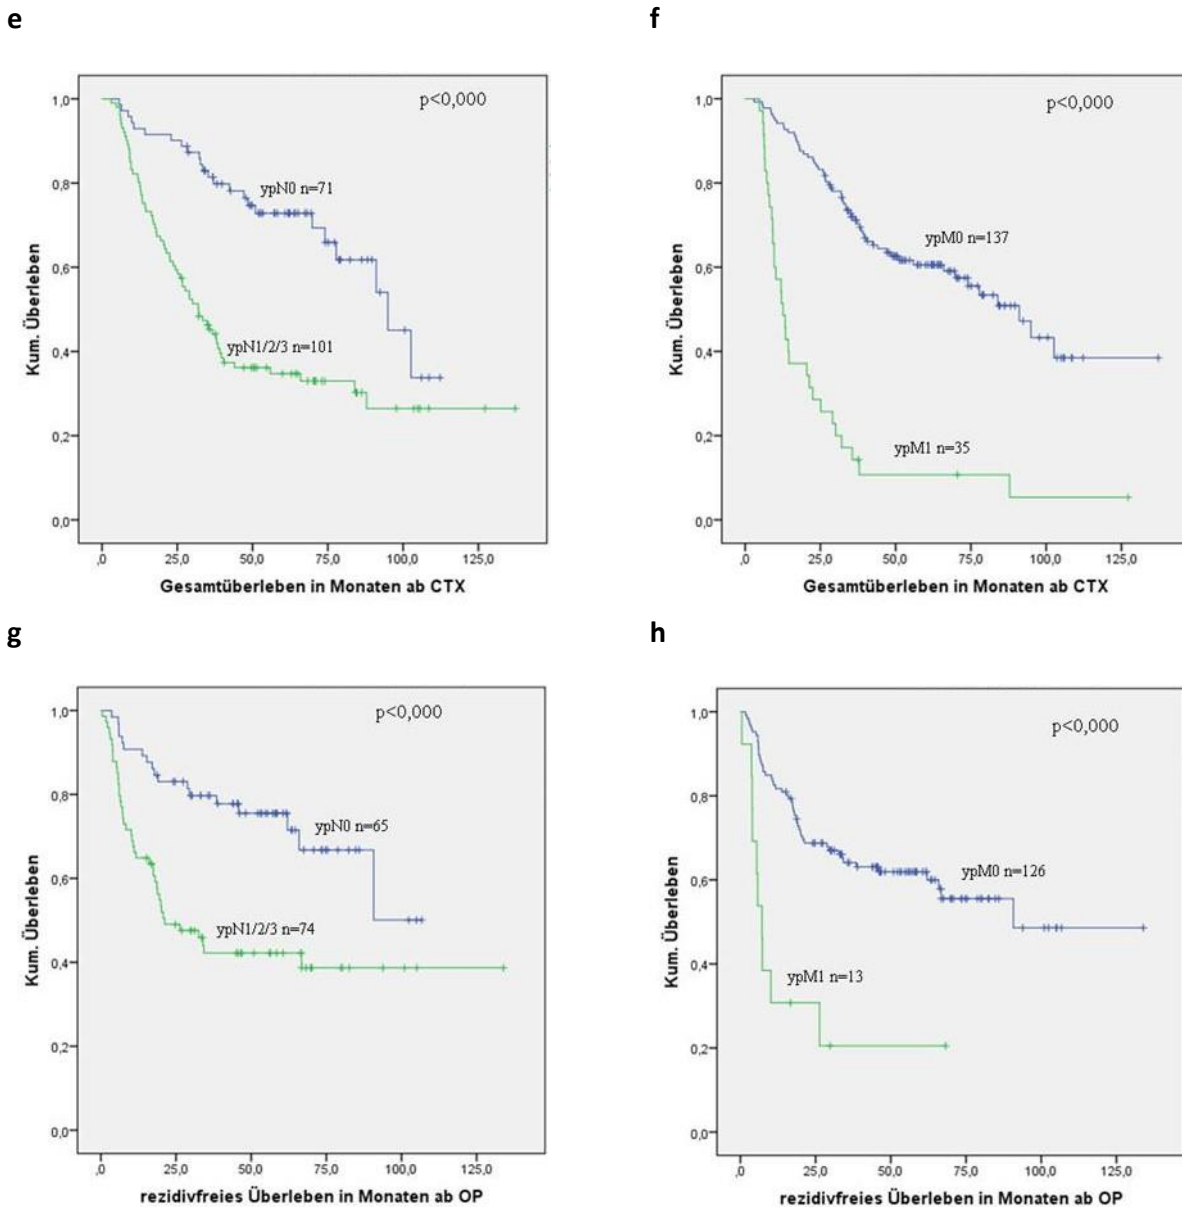 e
p<0,000
1,0
0,8
0,6
0,4
0,2
0,0
ypN0 n=71
ypN1/2/3 n=101
Kum. Überleben
,0 25,0 50,0 75,0 100,0 125,0
Gesamtüberleben in Monaten ab CTX
f
p<0,000
1,0
0,8
0,6
0,4
0,2
0,0
ypM0 n=137
ypM1 n=35
Kum. Überleben
,0 25,0 50,0 75,0 100,0 125,0
Gesamtüberleben in Monaten ab CTX
g
p<0,000
1,0
0,8
0,6
0,4
0,2
0,0
ypN0 n=65
ypN1/2/3 n=74
Kum. Überleben
,0 25,0 50,0 75,0 100,0 125,0
rezidivfreies Überleben in Monaten ab OP
h
p<0,000
1,0
0,8
0,6
0,4
0,2
0,0
ypM0 n=126
ypM1 n=13
Kum. Überleben
,0 25,0 50,0 75,0 100,0 125,0
rezidivfreies Überleben in Monaten ab OP